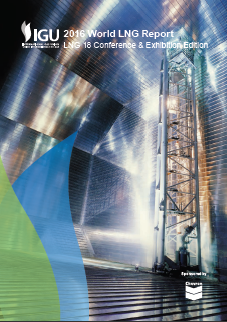 IGU
2016 World LNG Report
LNG 18 Conference & Exhibition Edition
Sponsored by
Chevron